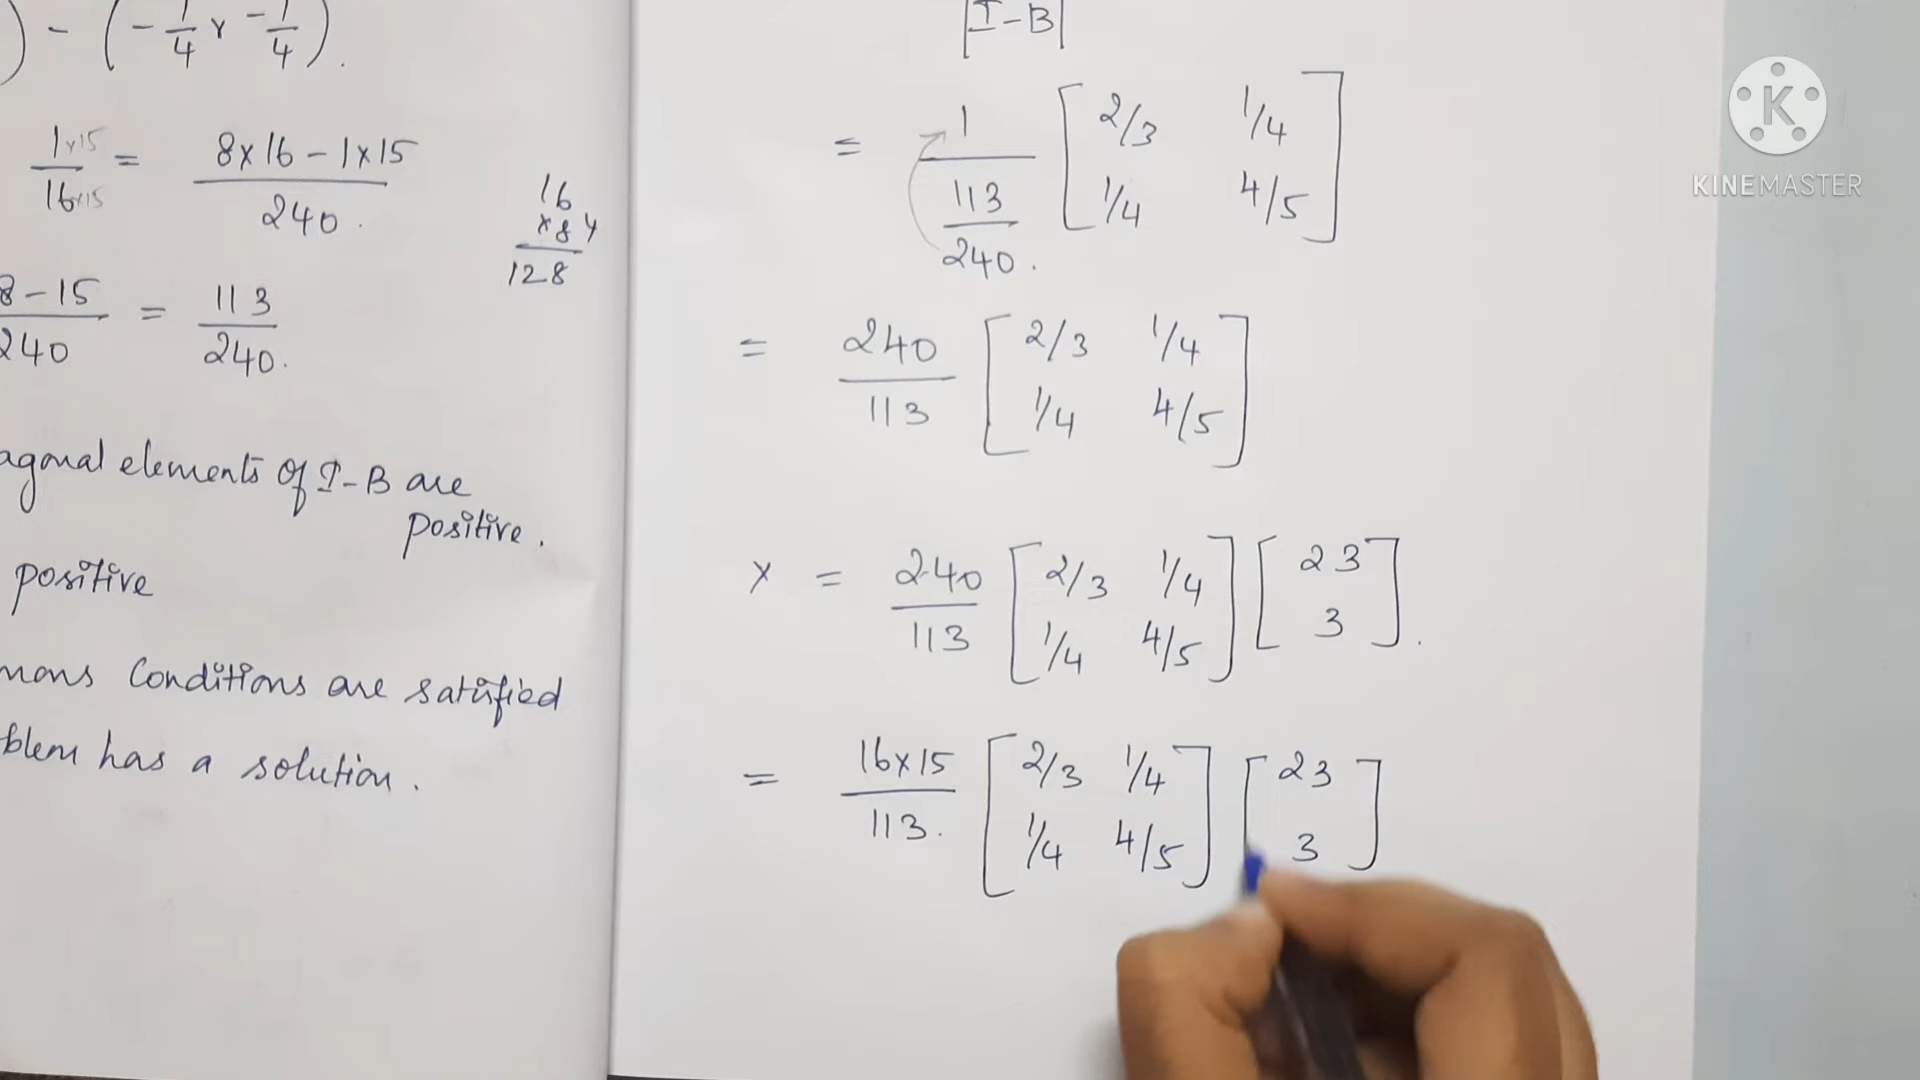 ) - (-1/4 × -1/4).
1×15/16×15 = 8×16 - 1×15/240.
16
×8 4
128
8-15/240 = 113/240.
agonal elements of I-B are
positive.
positive
mons Conditions are satisfied
blem has a solution.
|I-B|
= 1/(113/240.) [2/3 1/4
1/4 4/5]
= 240/113 [2/3 1/4
1/4 4/5]
X = 240/113 [2/3 1/4
1/4 4/5] [23
3].
= 16×15/113. [2/3 1/4
1/4 4/5] [23
3]
K
KINEMASTER